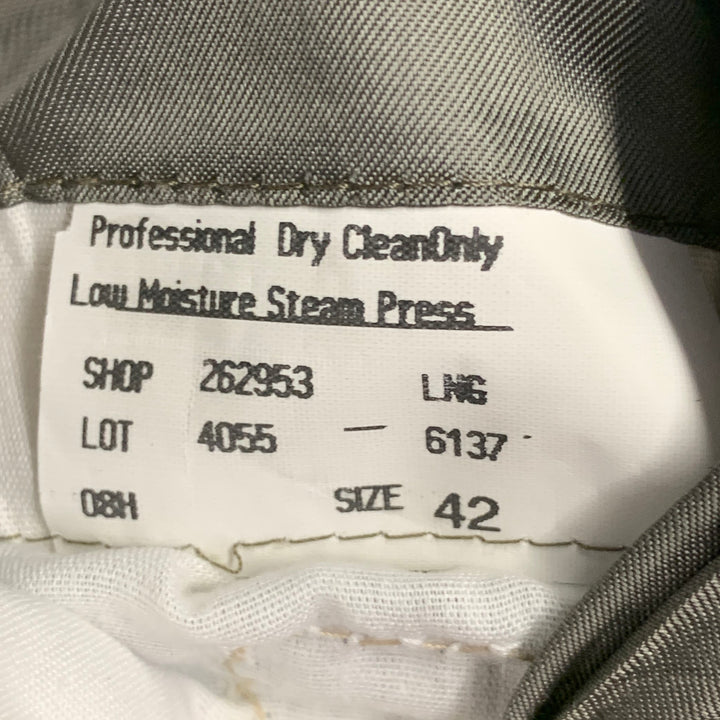 Professional Dry CleanOnly
Low Moisture Steam Press
SHOP 262953 LNG
LOT 4055 — 6137
08H SIZE 42